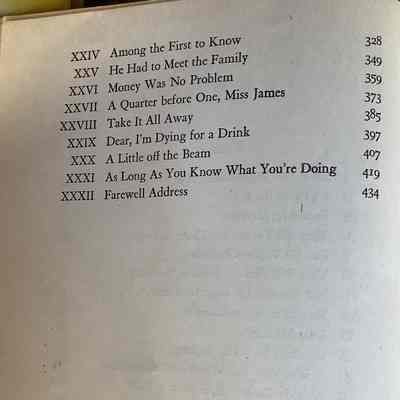 XXIV Among the First to Know 328
XXV He Had to Meet the Family 349
XXVI Money Was No Problem 359
XXVII A Quarter before One, Miss James 373
XXVIII Take It All Away 385
XXIX Dear, I'm Dying for a Drink 397
XXX A Little off the Beam 407
XXXI As Long As You Know What You're Doing 419
XXXII Farewell Address 434